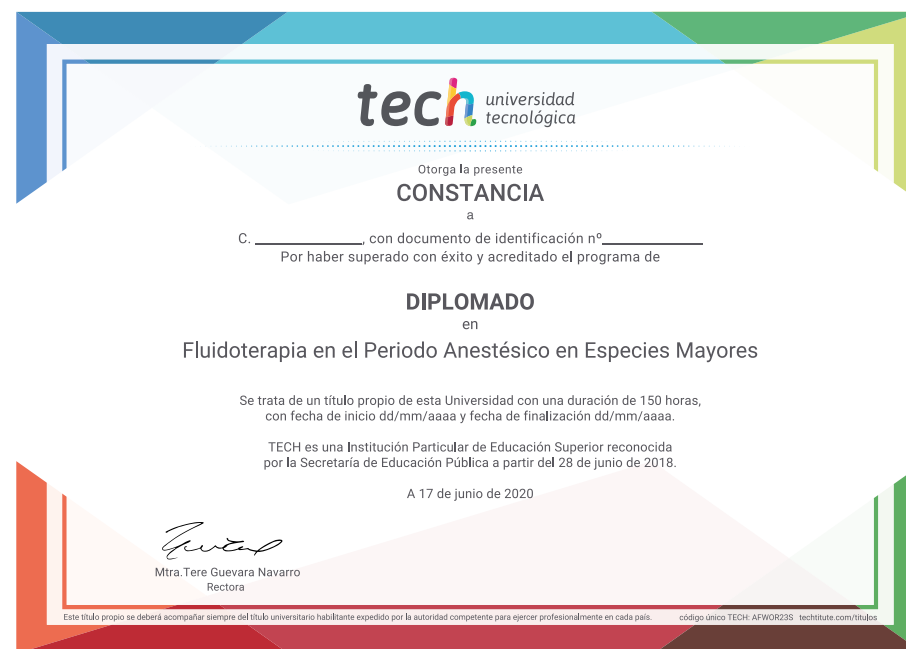 tech universidad
tecnológica
Otorga la presente
CONSTANCIA
a
C. ______________, con documento de identificación nº_____________
Por haber superado con éxito y acreditado el programa de
DIPLOMADO
en
Fluidoterapia en el Periodo Anestésico en Especies Mayores
Se trata de un título propio de esta Universidad con una duración de 150 horas,
con fecha de inicio dd/mm/aaaa y fecha de finalización dd/mm/aaaa.
TECH es una Institución Particular de Educación Superior reconocida
por la Secretaría de Educación Pública a partir del 28 de junio de 2018.
A 17 de junio de 2020
Mtra.Tere Guevara Navarro
Rectora
Este título propio se deberá acompañar siempre del título universitario habilitante expedido por la autoridad competente para ejercer profesionalmente en cada país. código único TECH: AFWOR23S techtitute.com/titulos